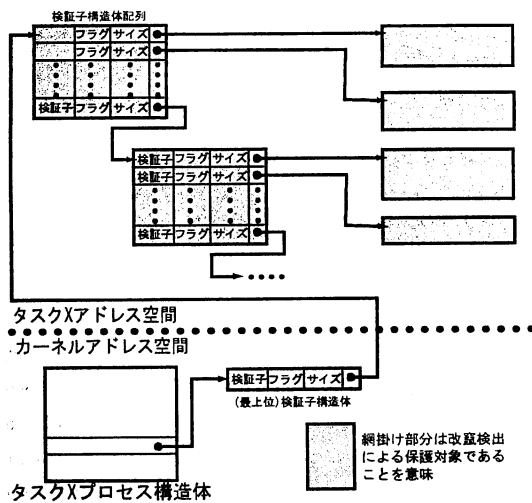 検証子構造体配列
フラグ サイズ
フラグ サイズ
検証子 フラグ サイズ
検証子 フラグ サイズ
検証子 フラグ サイズ
検証子 フラグ サイズ
タスクXアドレス空間
カーネルアドレス空間
検証子 フラグ サイズ
(最上位)検証子構造体
網掛け部分は改竄検出
による保護対象である
ことを意味
タスクXプロセス構造体